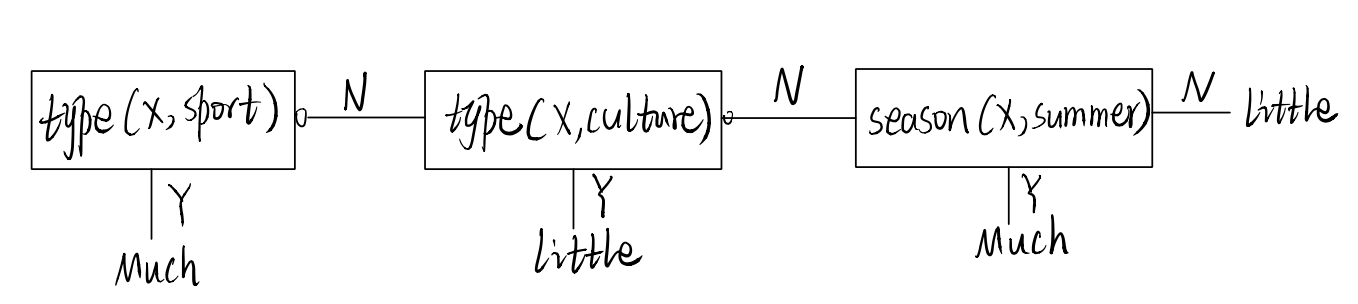 type(X,sport) N type(X,culture) N season(X,summer) N little
Y Y Y
Much little Much